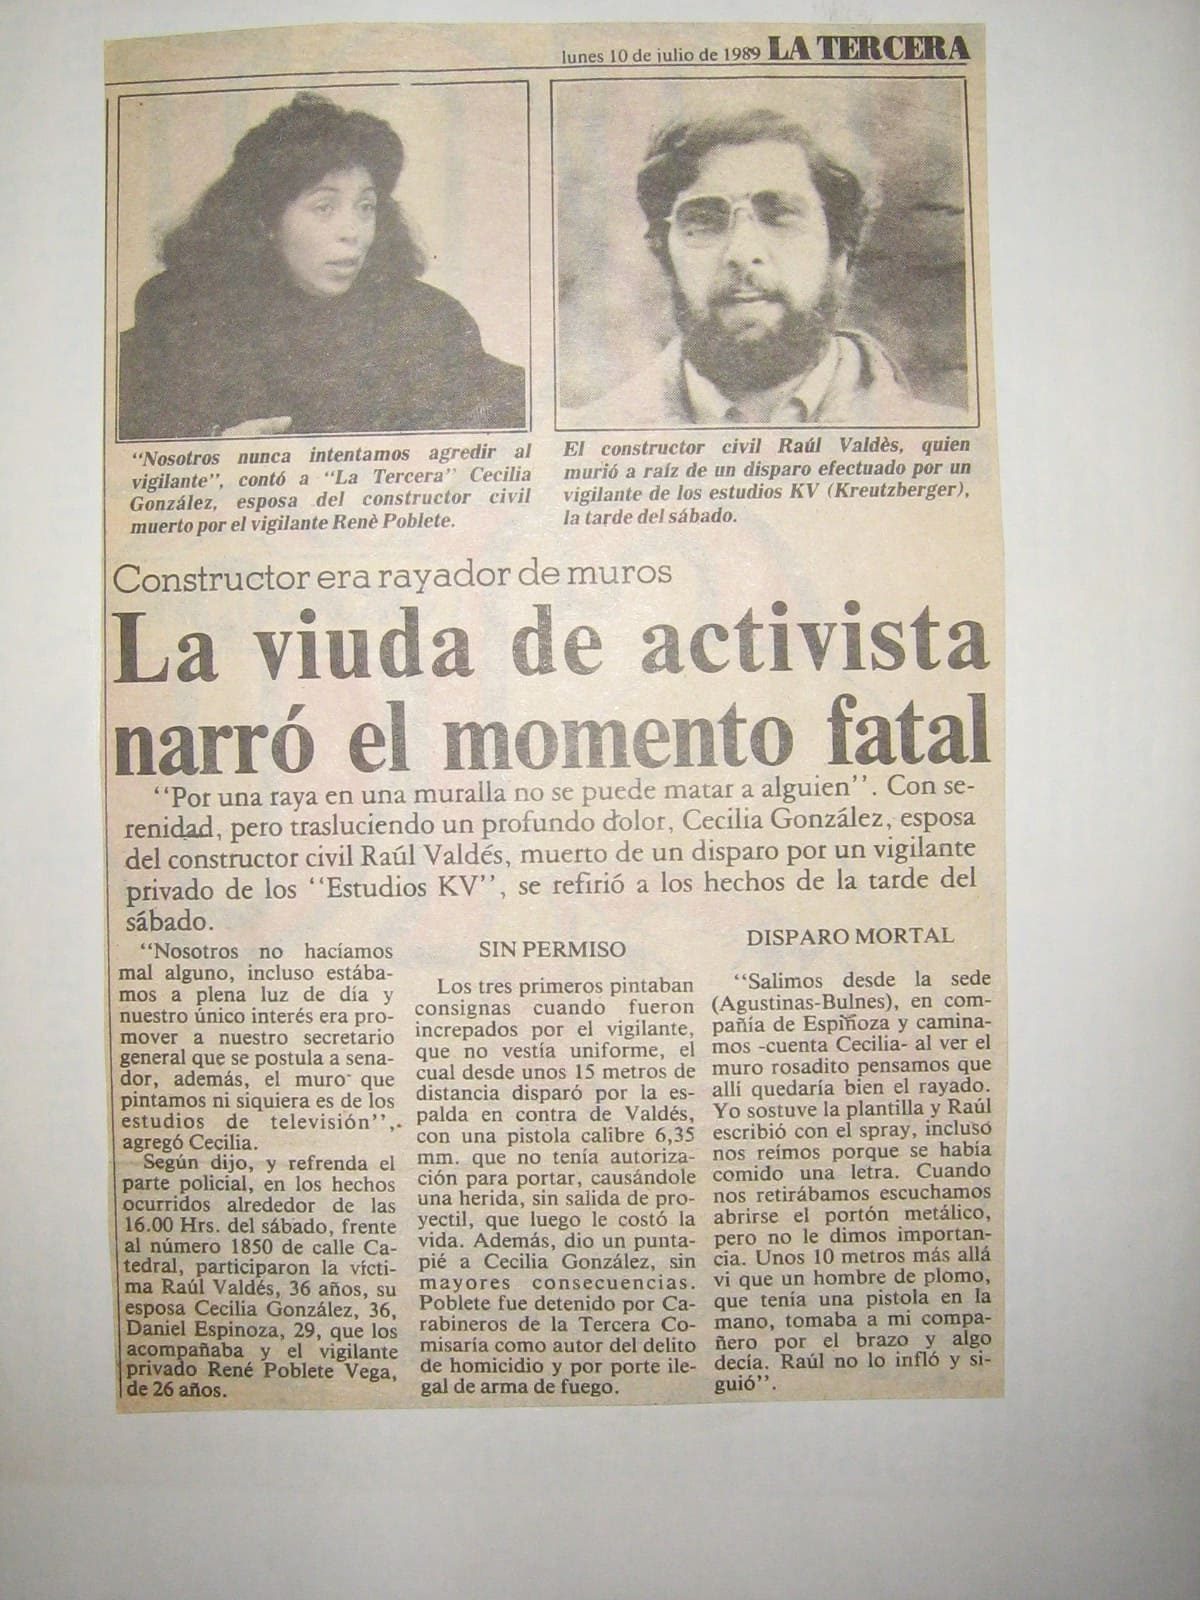 lunes 10 de julio de 1989 LA TERCERA
"Nosotros nunca intentamos agredir al
vigilante", contó a "La Tercera" Cecilia
González, esposa del constructor civil
muerto por el vigilante Renè Poblete.
El constructor civil Raúl Valdès, quien
murió a raíz de un disparo efectuado por un
vigilante de los estudios KV (Kreutzberger),
la tarde del sábado.
Constructor era rayador de muros
La viuda de activista
narró el momento fatal
"Por una raya en una muralla no se puede matar a alguien". Con se-
renidad, pero trasluciendo un profundo dolor, Cecilia González, esposa
del constructor civil Raúl Valdés, muerto de un disparo por un vigilante
privado de los "Estudios KV", se refirió a los hechos de la tarde del
sábado.
"Nosotros no hacíamos
mal alguno, incluso estába-
mos a plena luz de día y
nuestro único interés era pro-
mover a nuestro secretario
general que se postula a sena-
dor, además, el muro que
pintamos ni siquiera es de los
estudios de televisión",
agregó Cecilia.
Según dijo, y refrenda el
parte policial, en los hechos
ocurridos alrededor de las
16.00 Hrs. del sábado, frente
al número 1850 de calle Ca-
tedral, participaron la vícti-
ma Raúl Valdés, 36 años, su
esposa Cecilia González, 36,
Daniel Espinoza, 29, que los
acompañaba y el vigilante
privado René Poblete Vega,
de 26 años.
SIN PERMISO
Los tres primeros pintaban
consignas cuando fueron
increpados por el vigilante,
que no vestía uniforme, el
cual desde unos 15 metros de
distancia disparó por la es-
palda en contra de Valdés,
con una pistola calibre 6,35
mm. que no tenía autoriza-
ción para portar, causándole
una herida, sin salida de pro-
yectil, que luego le costó la
vida. Además, dio un punta-
pié a Cecilia González, sin
mayores consecuencias.
Poblete fue detenido por Ca-
rabineros de la Tercera Co-
misaría como autor del delito
de homicidio y por porte ile-
gal de arma de fuego.
DISPARO MORTAL
"Salimos desde la sede
(Agustinas-Bulnes), en com-
pañía de Espinoza y camina-
mos -cuenta Cecilia- al ver el
muro rosadito pensamos que
allí quedaría bien el rayado.
Yo sostuve la plantilla y Raúl
escribió con el spray, incluso
nos reímos porque se había
comido una letra. Cuando
nos retirábamos escuchamos
abrirse el portón metálico,
pero no le dimos importan-
cia. Unos 10 metros más allá
vi que un hombre de plomo,
que tenía una pistola en la
mano, tomaba a mi compa-
ñero por el brazo y algo
decía. Raúl no lo infló y si-
guió".